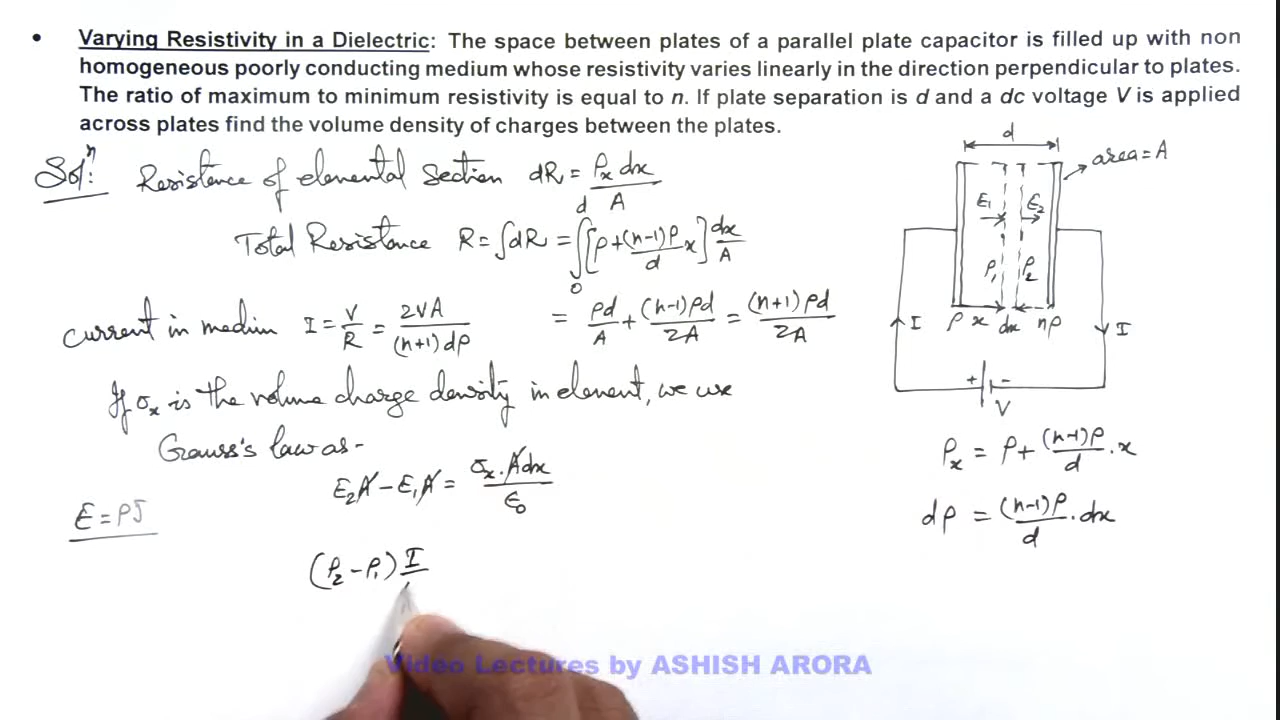 • Varying Resistivity in a Dielectric: The space between plates of a parallel plate capacitor is filled up with non
homogeneous poorly conducting medium whose resistivity varies linearly in the direction perpendicular to plates.
The ratio of maximum to minimum resistivity is equal to n. If plate separation is d and a dc voltage V is applied
across plates find the volume density of charges between the plates.
Solⁿ: Resistance of elemental Section dR = ρₓ dx / A
Total Resistance R = ∫dR = ∫₀ᵈ [ρ + (n-1)ρ/d x] dx/A
= ρd/A + (n-1)ρd/2A = (n+1)ρd/2A
current in medium I = V/R = 2VA/(n+1)dρ
If σₓ is the volume charge density in element, we use
Gauss's law as-
E₂A - E₁A = σₓ.Adx/ε₀
E = ρJ
(ρ₂ - ρ₁) I
d
area = A
E₁ E₂
ρ₁ ρ₂
ρ x dx nρ
I I
+ -
V
ρₓ = ρ + (n-1)ρ/d . x
dρ = (n-1)ρ/d . dx
Video Lectures by ASHISH ARORA